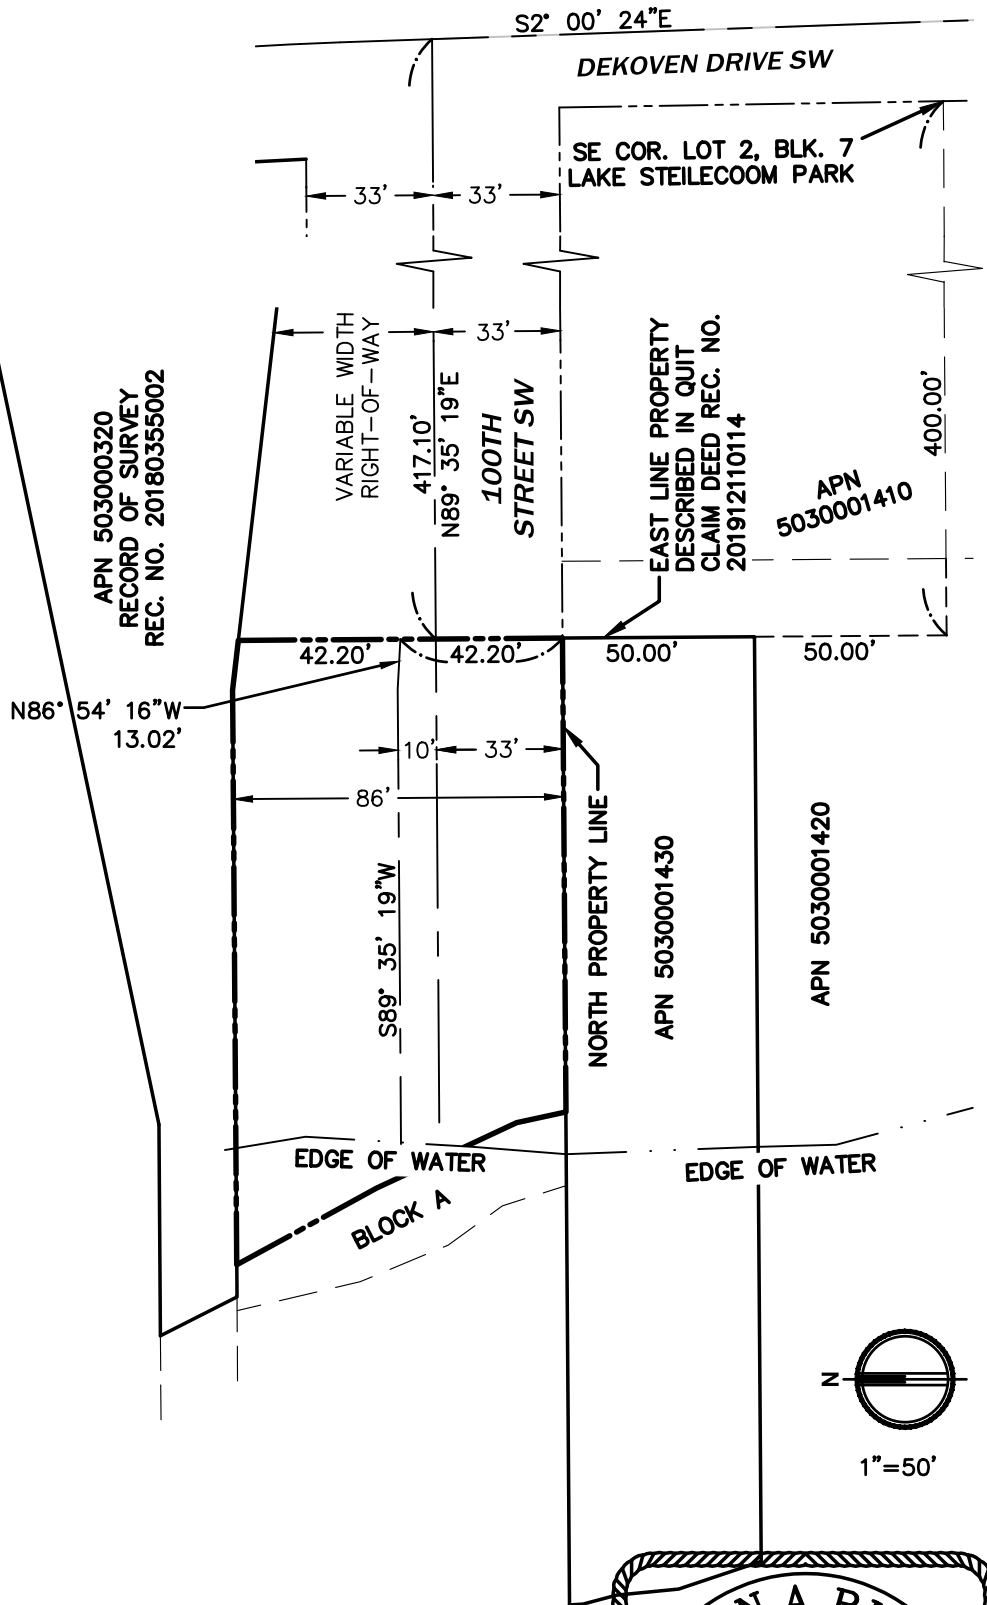 S2° 00' 24"E
DEKOVEN DRIVE SW
SE COR. LOT 2, BLK. 7
LAKE STEILECOOM PARK
33'
33'
VARIABLE WIDTH
RIGHT-OF-WAY
33'
417.10'
N89° 35' 19"E
100TH
STREET SW
EAST LINE PROPERTY
DESCRIBED IN QUIT
CLAIM DEED REC. NO.
201912110114
400.00'
APN
5030001410
APN 503000320
RECORD OF SURVEY
REC. NO. 20180355002
42.20'
42.20'
50.00'
50.00'
N86° 54' 16"W
13.02'
10'
33'
86'
S89° 35' 19"W
NORTH PROPERTY LINE
APN 5030001430
APN 5030001420
EDGE OF WATER
EDGE OF WATER
BLOCK A
N
1"=50'